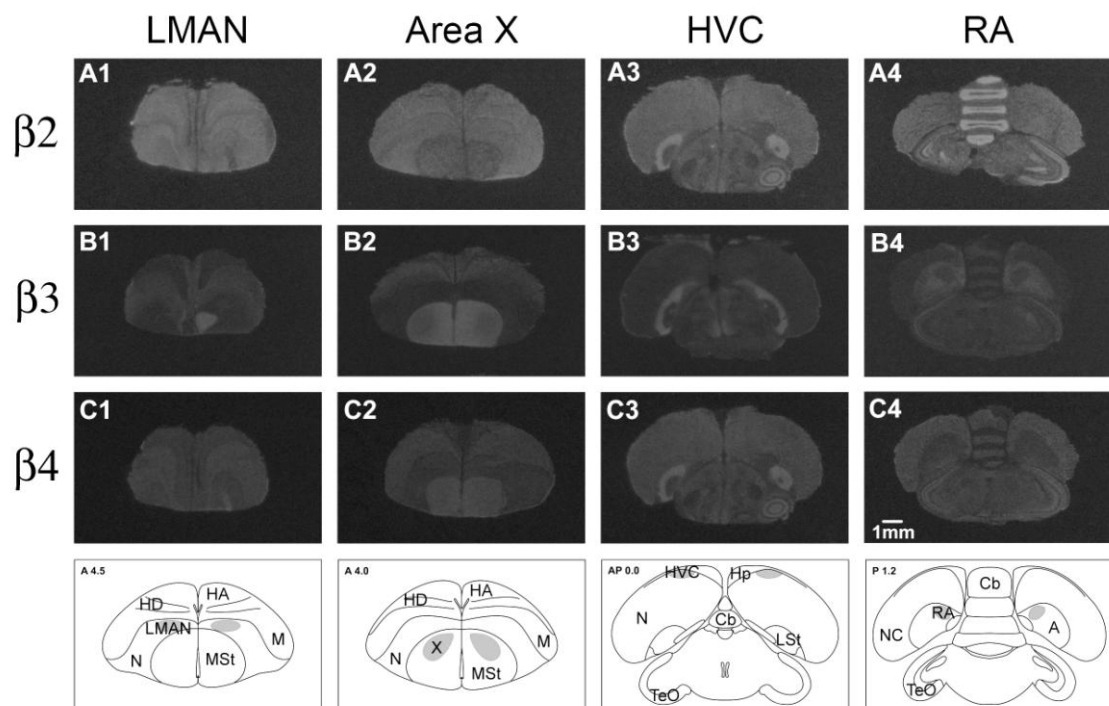 LMAN Area X HVC RA
β2 A1 A2 A3 A4
β3 B1 B2 B3 B4
β4 C1 C2 C3 C4
1mm
A 4.5 A 4.0 AP 0.0 P 1.2
HD HA LMAN M N MSt
X M N MSt
HVC Hp N Cb LSt TeO
Cb RA NC A TeO